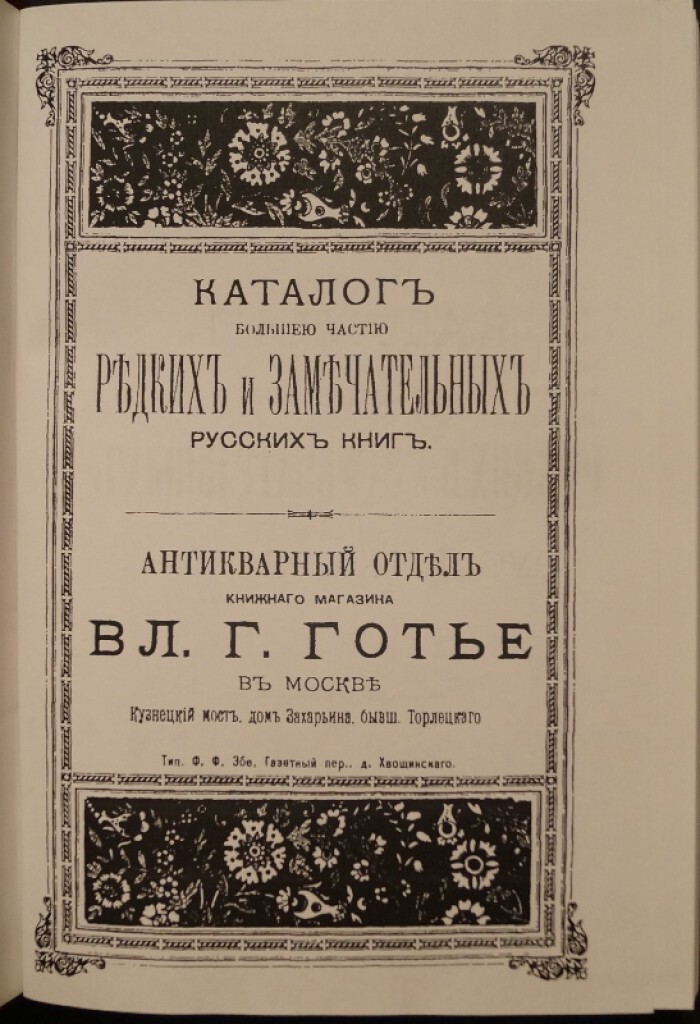 КАТАЛОГЪ
БОЛЬШЕЮ ЧАСТІЮ
РѢДКИХЪ и ЗАМѢЧАТЕЛЬНЫХЪ
РУССКИХЪ КНИГЪ.
АНТИКВАРНЫЙ ОТДѢЛЪ
КНИЖНАГО МАГАЗИНА
ВЛ. Г. ГОТЬЕ
ВЪ МОСКВѢ
Кузнецкій мостъ, домъ Захарьина, бывш. Торлецкаго
Тип. Ф. Ф. Эбе, Газетный пер., д. Хвощинскаго.